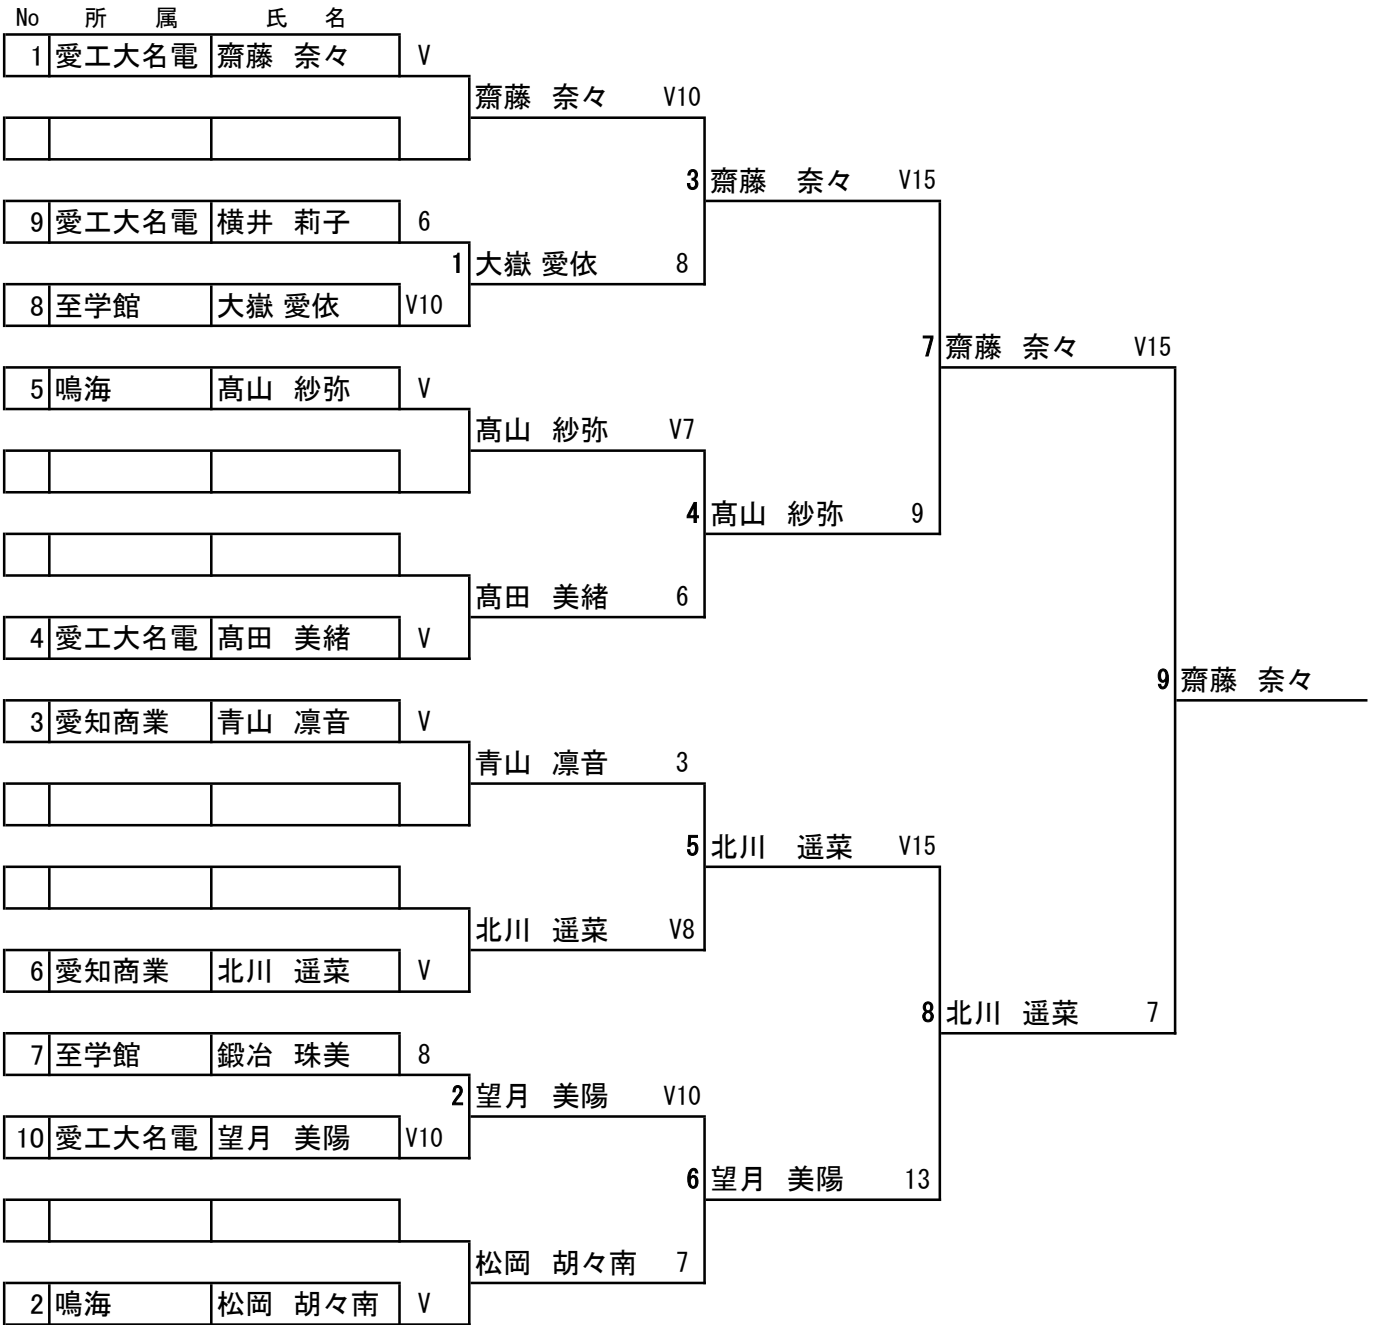 No 所 属 氏 名
1 愛工大名電 齋藤 奈々 V
齋藤 奈々 V10
3 齋藤 奈々 V15
9 愛工大名電 横井 莉子 6
1 大嶽 愛依 8
8 至学館 大嶽 愛依 V10
7 齋藤 奈々 V15
5 鳴海 髙山 紗弥 V
髙山 紗弥 V7
4 髙山 紗弥 9
髙田 美緒 6
4 愛工大名電 髙田 美緒 V
9 齋藤 奈々
3 愛知商業 青山 凛音 V
青山 凛音 3
5 北川 遥菜 V15
北川 遥菜 V8
6 愛知商業 北川 遥菜 V
8 北川 遥菜 7
7 至学館 鍛冶 珠美 8
2 望月 美陽 V10
10 愛工大名電 望月 美陽 V10
6 望月 美陽 13
松岡 胡々南 7
2 鳴海 松岡 胡々南 V